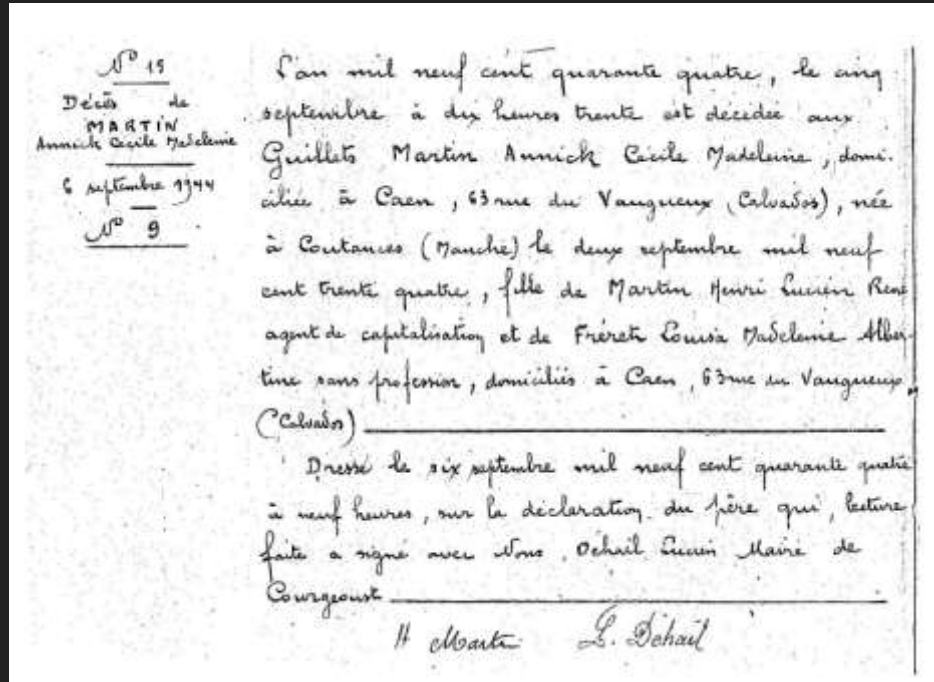 N° 19
Décès de
MARTIN
Annick Cécile Madeleine
6 septembre 1944
N° 9
L'an mil neuf cent quarante quatre, le cinq
septembre à dix heures trente est décédée aux
Guillets Martin Annick Cécile Madeleine, domi-
ciliée à Caen, 63 rue du Vaugueux (Calvados), née
à Coutances (Manche) le deux septembre mil neuf
cent trente quatre, fille de Martin Henri Lucien René
agent de capitalisation et de Fréret Louisa Madeleine Alber-
tine sans profession, domiciliés à Caen, 63 rue du Vaugueux
(Calvados)
Dressé le six septembre mil neuf cent quarante quatre
à neuf heures, sur la déclaration du père qui, lecture
faite a signé avec Nous, Déhail Lucien Maire de
Courgeoust
H Martin L. Déhail